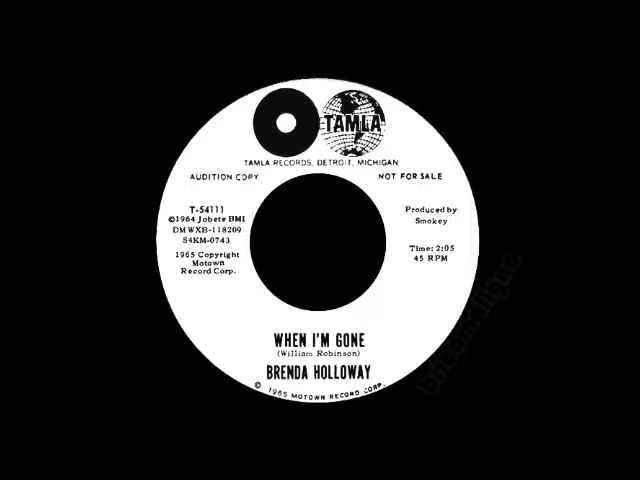 TAMLA
TAMLA RECORDS, DETROIT, MICHIGAN
AUDITION COPY
NOT FOR SALE
T-54111
©1964 Jobete BMI
DMWXB-118209
S4KM-0743
1965 Copyright
Motown
Record Corp.
Produced by
Smokey
Time: 2:05
45 RPM
WHEN I'M GONE
(William Robinson)
BRENDA HOLLOWAY
© 1965 MOTOWN RECORD CORP.